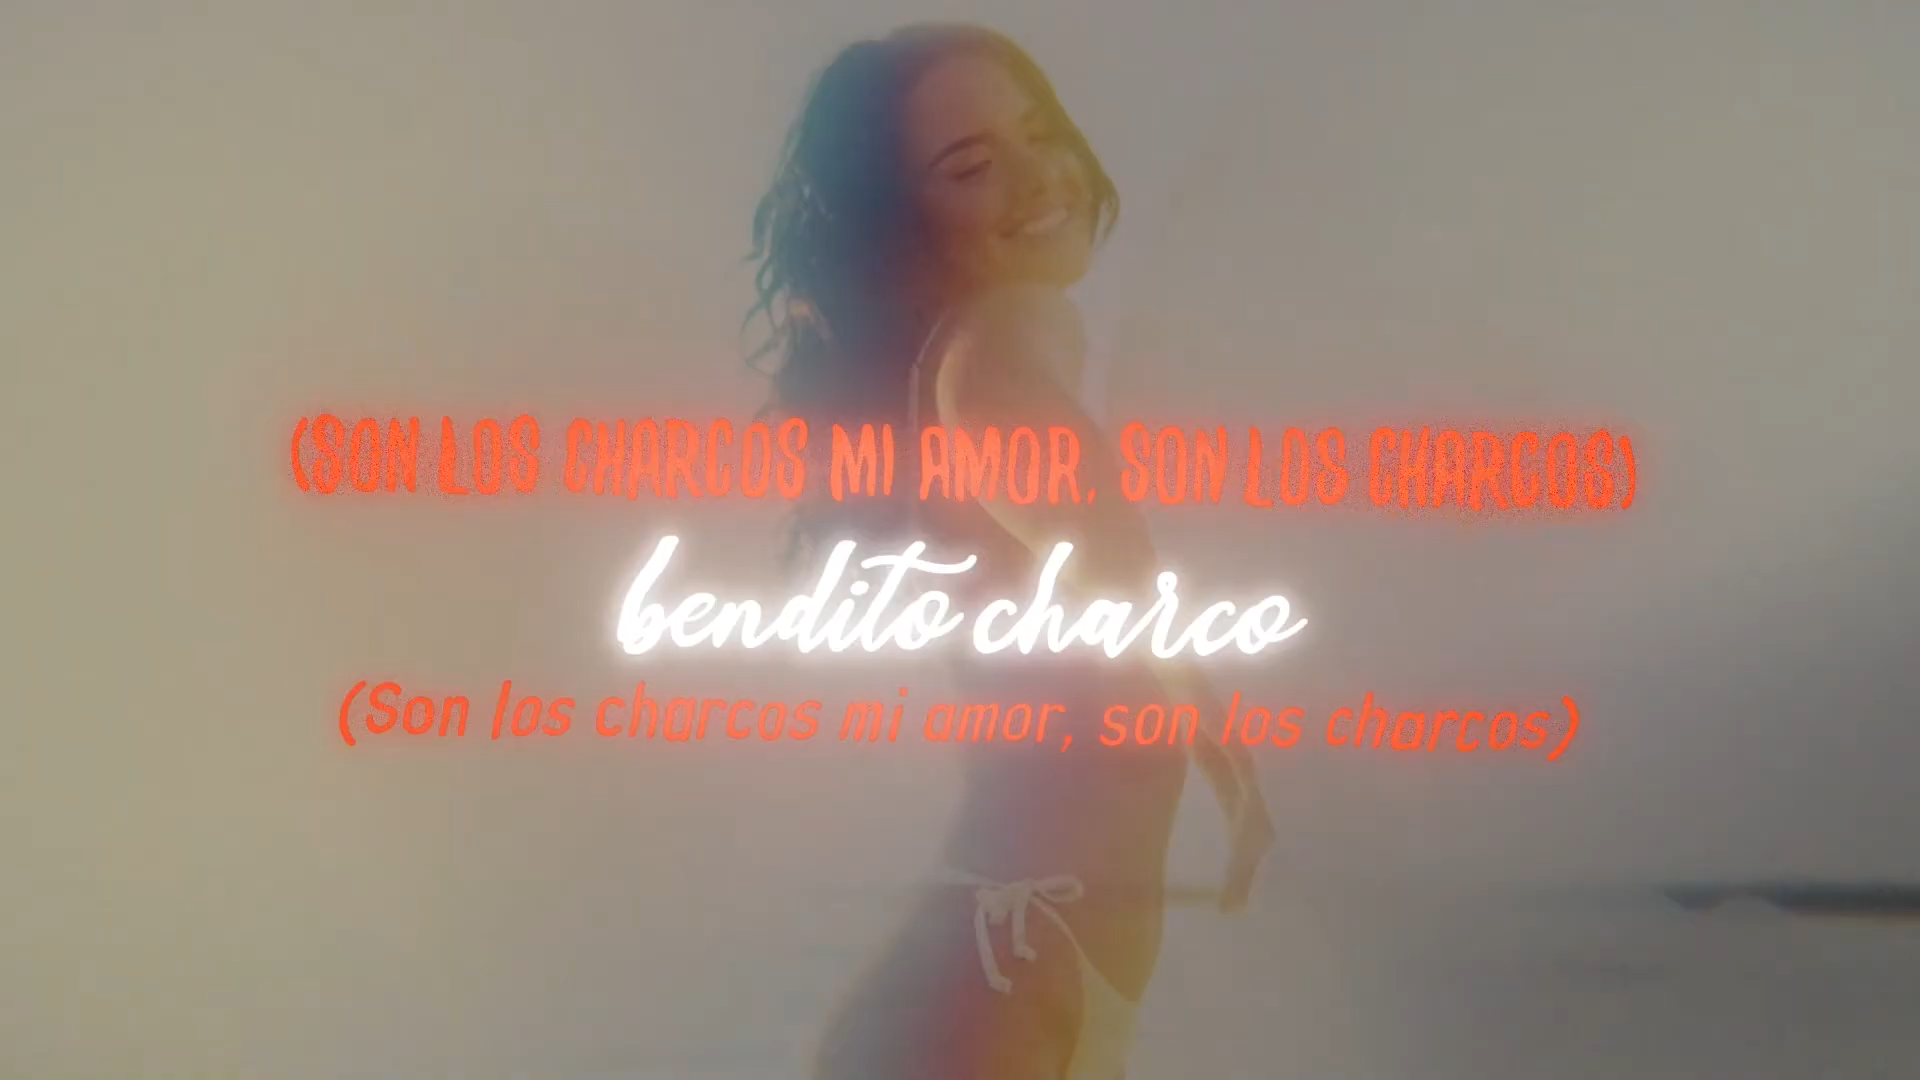 (SON LOS CHARCOS MI AMOR, SON LOS CHARCOS)
bendito charco
(Son los charcos mi amor, son los charcos)